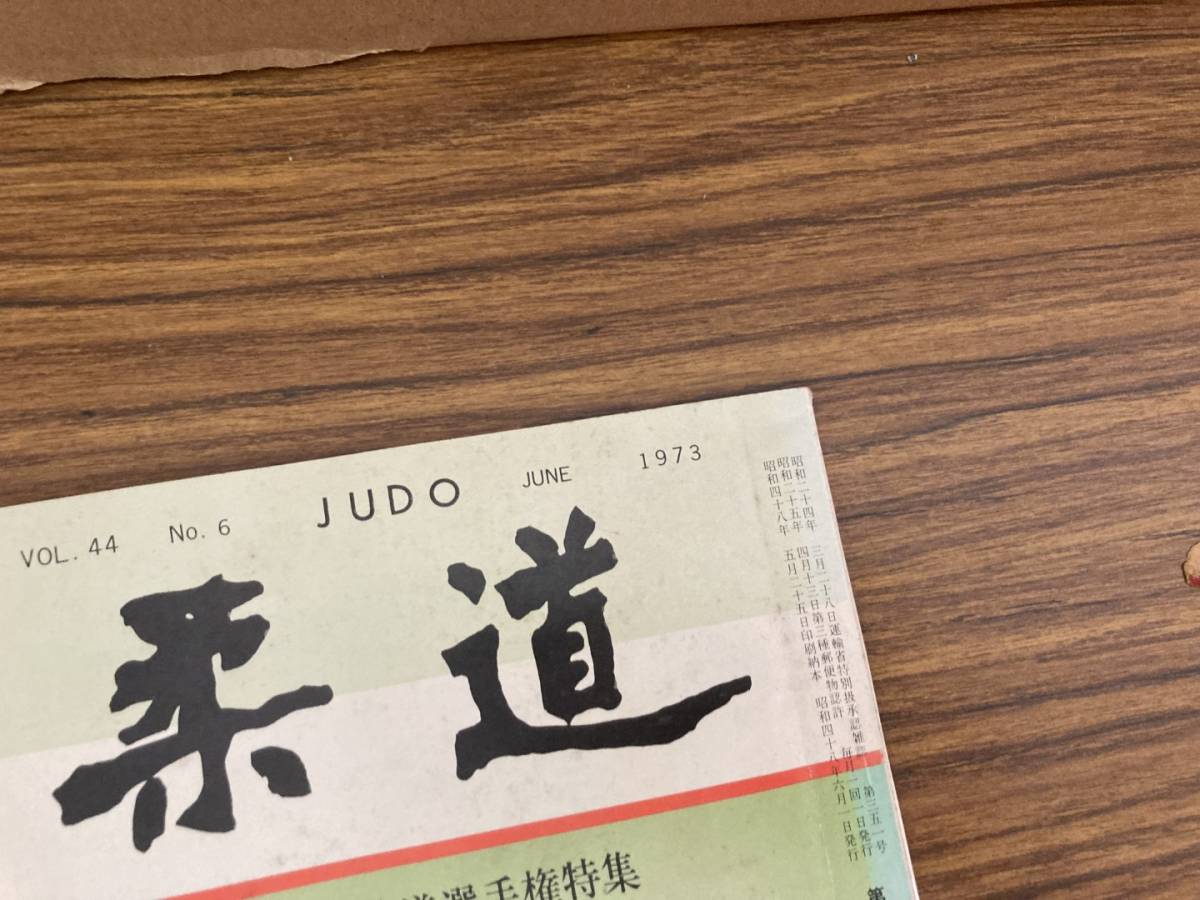 VOL. 44 No. 6 JUDO JUNE 1973
柔道
道選手権特集
昭和二十四年 三月二十八日運輸省特別扱承認雑誌 第三五一号
昭和二十五年 四月十三日第三種郵便物認許 毎月一回一日発行
昭和四十八年 五月二十五日印刷納本 昭和四十八年六月一日発行
第